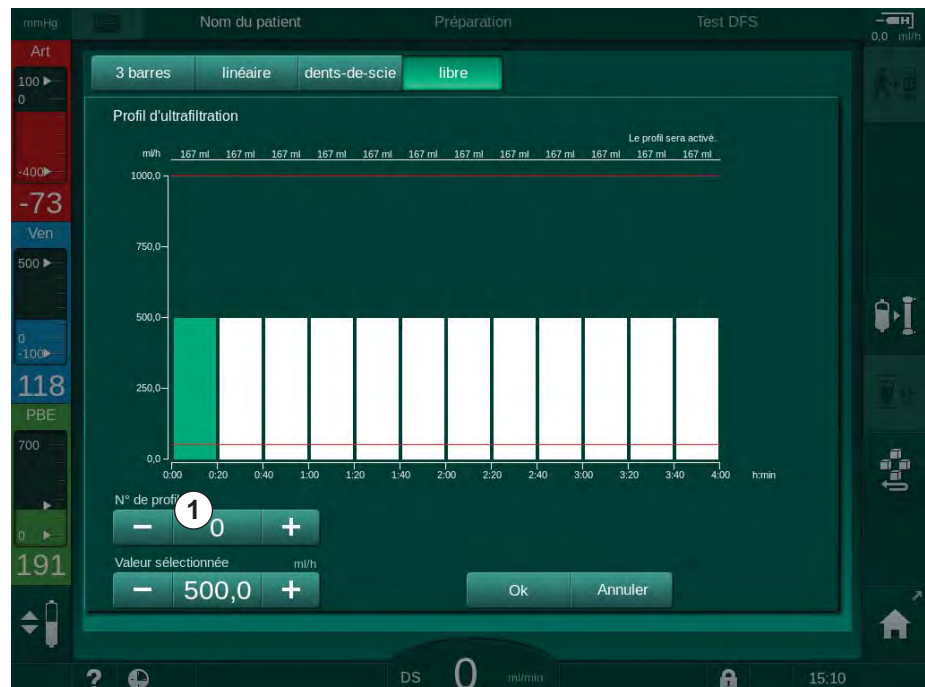 mmHg Nom du patient Préparation Test DFS 0,0 ml/h
Art
100
0
-400
-73
Ven
500
0
-100
118
PBE
700
0
191
3 barres linéaire dents-de-scie libre
Profil d'ultrafiltration
Le profil sera activé.
ml/h 167 ml 167 ml 167 ml 167 ml 167 ml 167 ml 167 ml 167 ml 167 ml 167 ml 167 ml 167 ml
1000,0
750,0
500,0
250,0
0,0
0:00 0:20 0:40 1:00 1:20 1:40 2:00 2:20 2:40 3:00 3:20 3:40 4:00 h:min
N° de profil
1
− 0 +
Valeur sélectionnée ml/h
− 500,0 +
Ok Annuler
? DS 0 ml/min 15:10